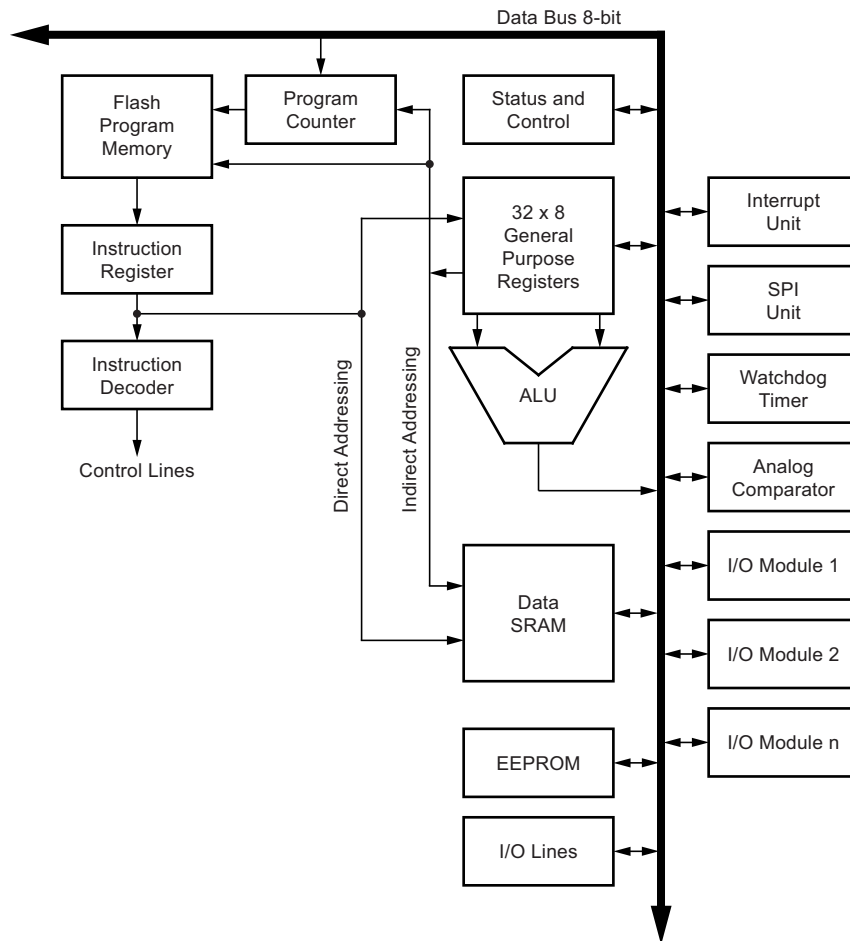 Data Bus 8-bit
Flash
Program
Memory
Program
Counter
Status and
Control
32 x 8
General
Purpose
Registers
Interrupt
Unit
Instruction
Register
SPI
Unit
Instruction
Decoder
ALU
Watchdog
Timer
Control Lines
Direct Addressing
Indirect Addressing
Analog
Comparator
Data
SRAM
I/O Module 1
I/O Module 2
I/O Module n
EEPROM
I/O Lines